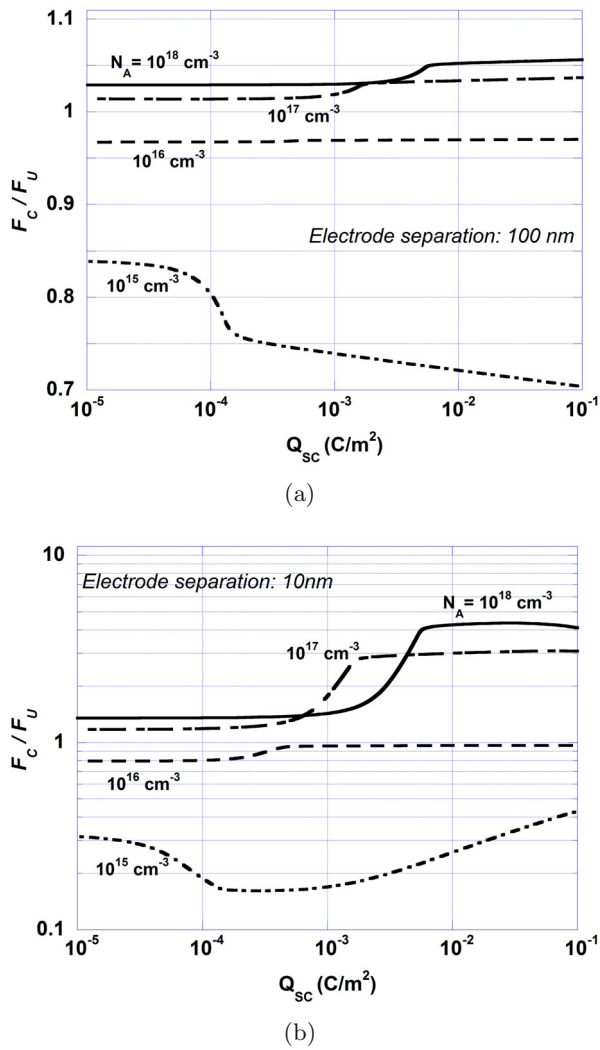 1.1
1
0.9
0.8
0.7
F_C / F_U
N_A = 10^18 cm^-3
10^17 cm^-3
10^16 cm^-3
Electrode separation: 100 nm
10^15 cm^-3
10^-5 10^-4 10^-3 10^-2 10^-1
Q_SC (C/m^2)
(a)
10
1
0.1
F_C / F_U
Electrode separation: 10nm
N_A = 10^18 cm^-3
10^17 cm^-3
10^16 cm^-3
10^15 cm^-3
10^-5 10^-4 10^-3 10^-2 10^-1
Q_SC (C/m^2)
(b)